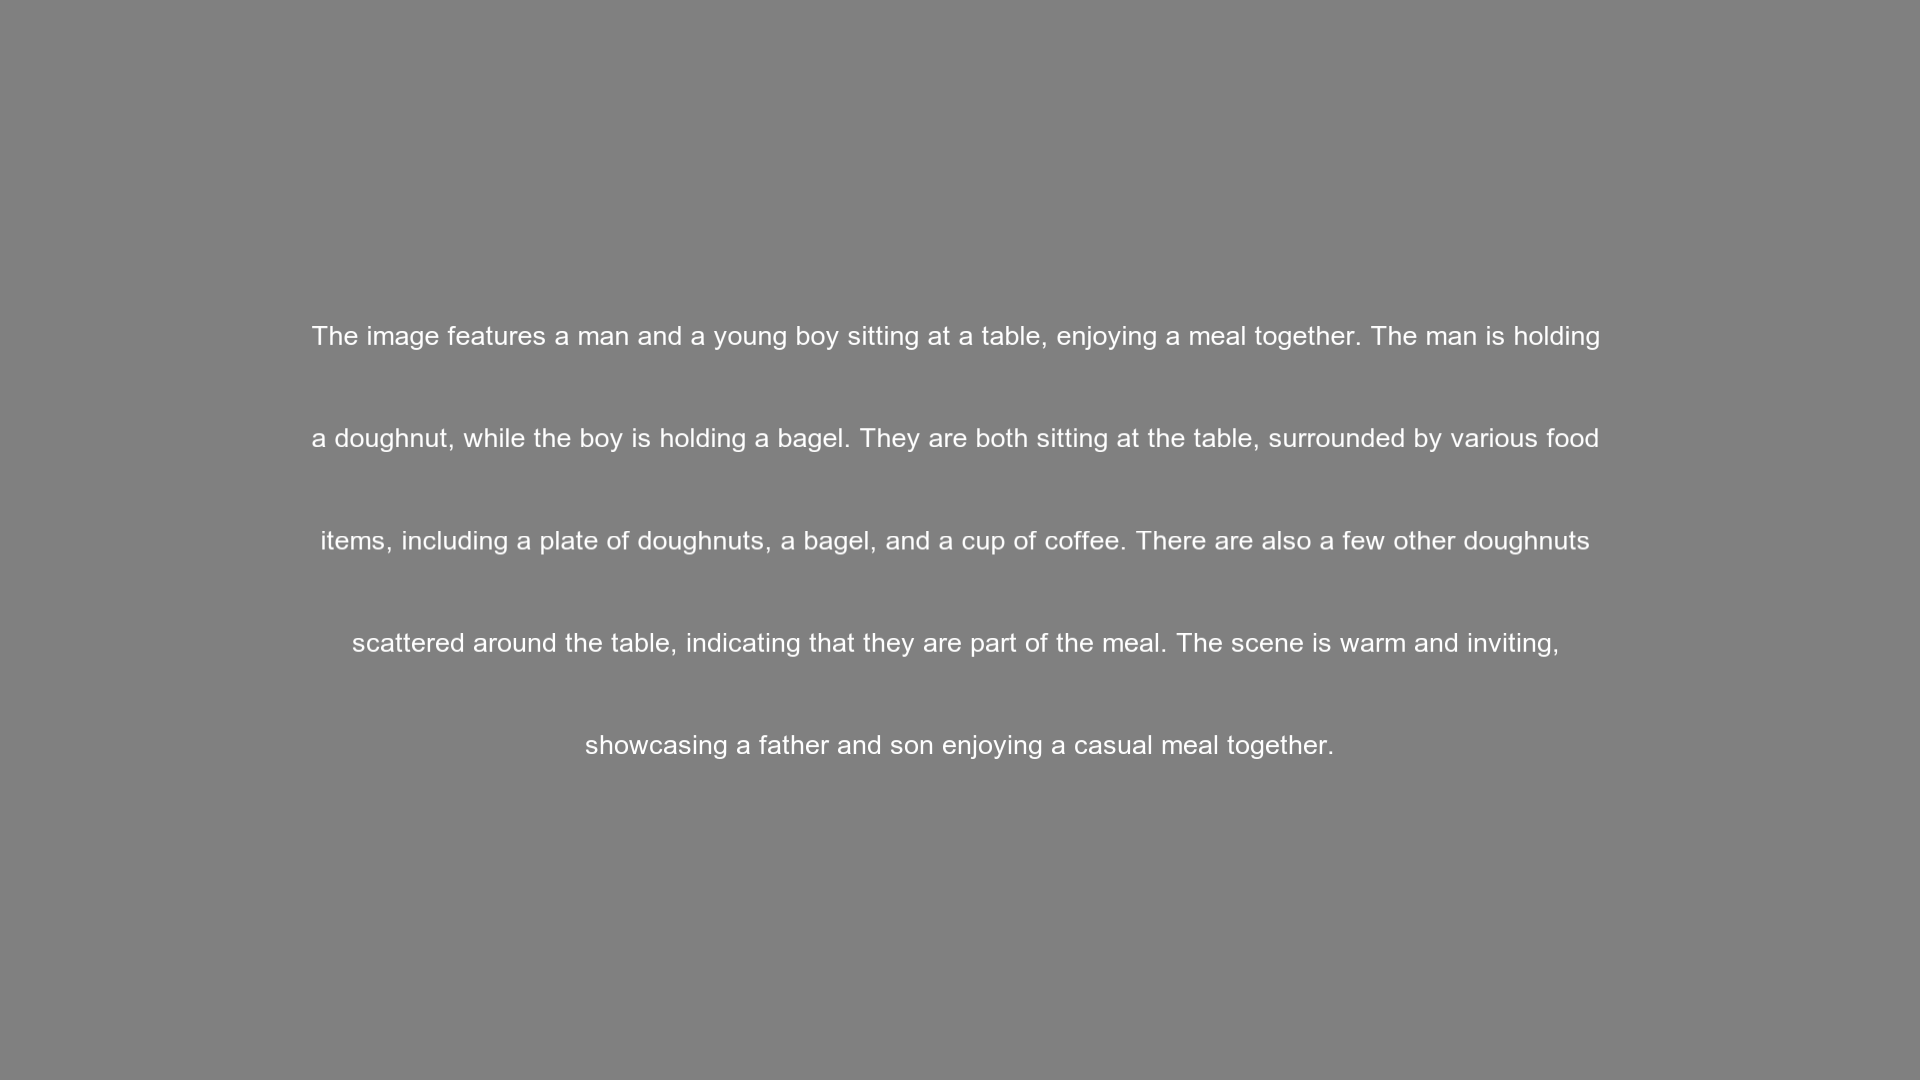 The image features a man and a young boy sitting at a table, enjoying a meal together. The man is holding
a doughnut, while the boy is holding a bagel. They are both sitting at the table, surrounded by various food
items, including a plate of doughnuts, a bagel, and a cup of coffee. There are also a few other doughnuts
scattered around the table, indicating that they are part of the meal. The scene is warm and inviting,
showcasing a father and son enjoying a casual meal together.